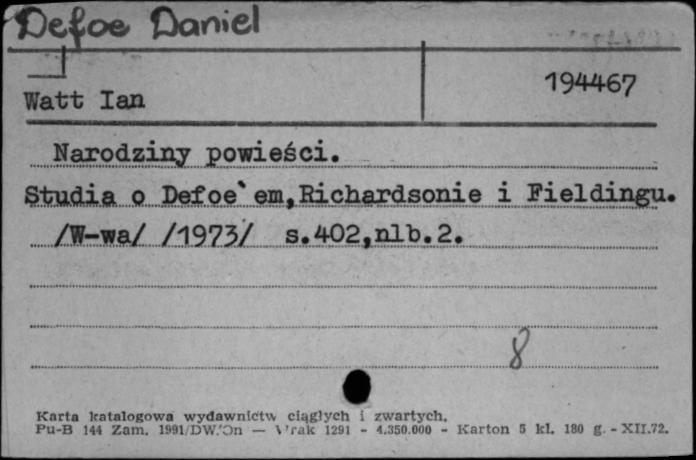 Defoe Daniel
194467
Watt Ian
Narodziny powieści.
Studia o Defoe`em,Richardsonie i Fieldingu.
/W-wa/ /1973/ s.402,nlb.2.
8
Karta katalogowa wydawnictw ciągłych i zwartych.
Pu-B 144 Zam. 1991/DW. — 1291 - 4.350.000 - Karton 5 kl. 180 g. - XII.72.